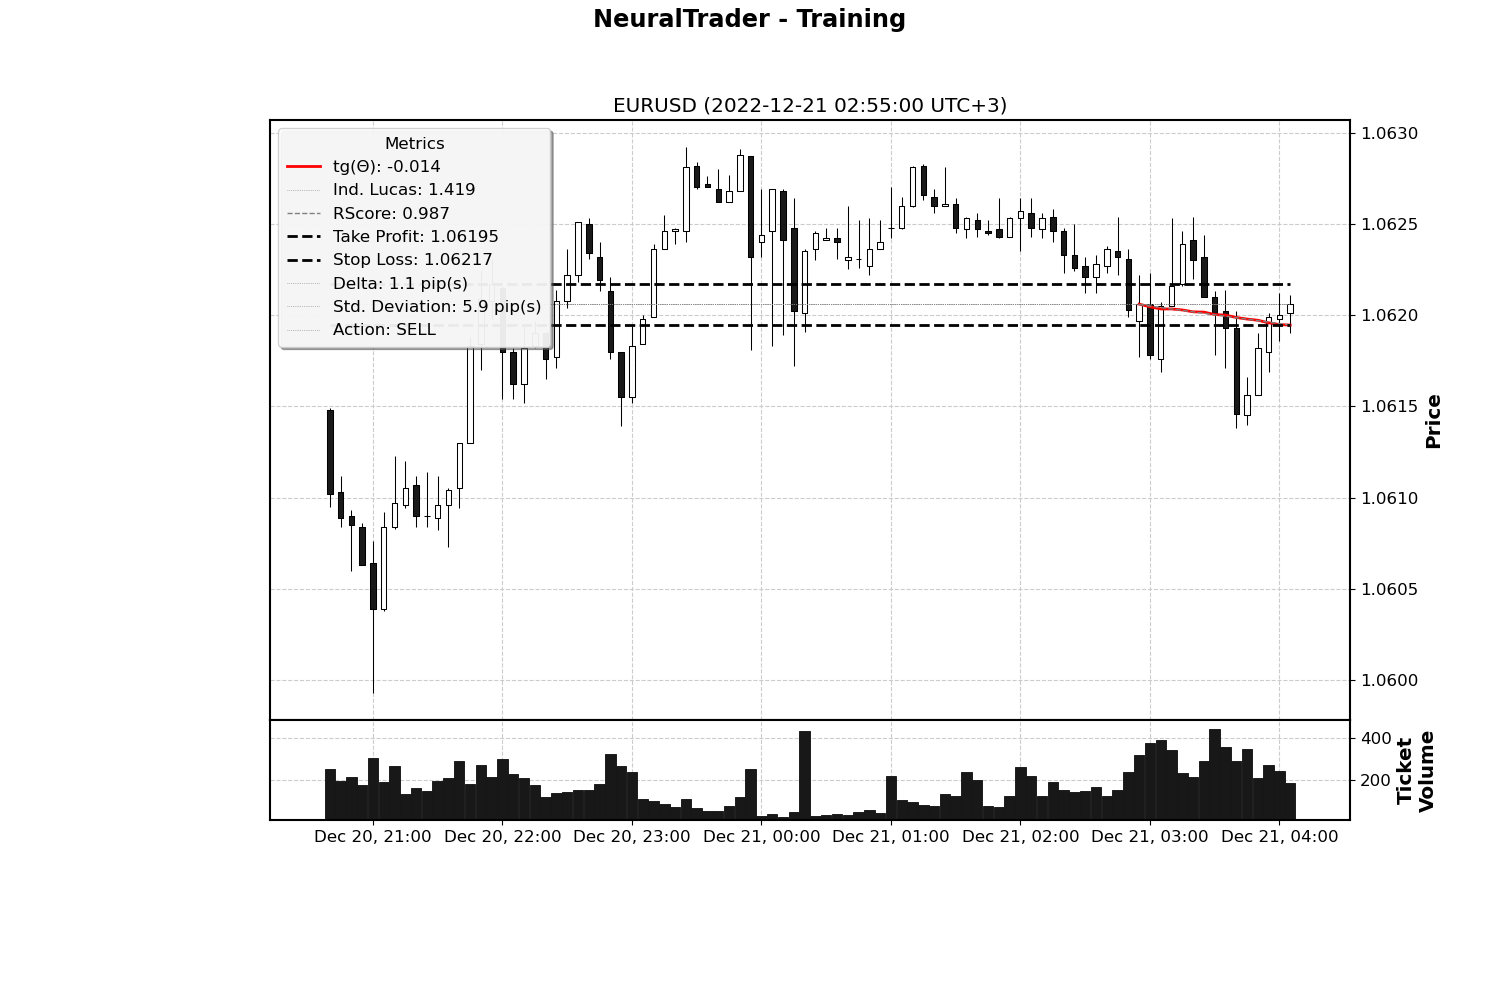 NeuralTrader - Training
EURUSD (2022-12-21 02:55:00 UTC+3)
Metrics
tg(Θ): -0.014
Ind. Lucas: 1.419
RScore: 0.987
Take Profit: 1.06195
Stop Loss: 1.06217
Delta: 1.1 pip(s)
Std. Deviation: 5.9 pip(s)
Action: SELL
1.0630
1.0625
1.0620
1.0615
1.0610
1.0605
1.0600
Price
400
200
Ticket
Volume
Dec 20, 21:00 Dec 20, 22:00 Dec 20, 23:00 Dec 21, 00:00 Dec 21, 01:00 Dec 21, 02:00 Dec 21, 03:00 Dec 21, 04:00